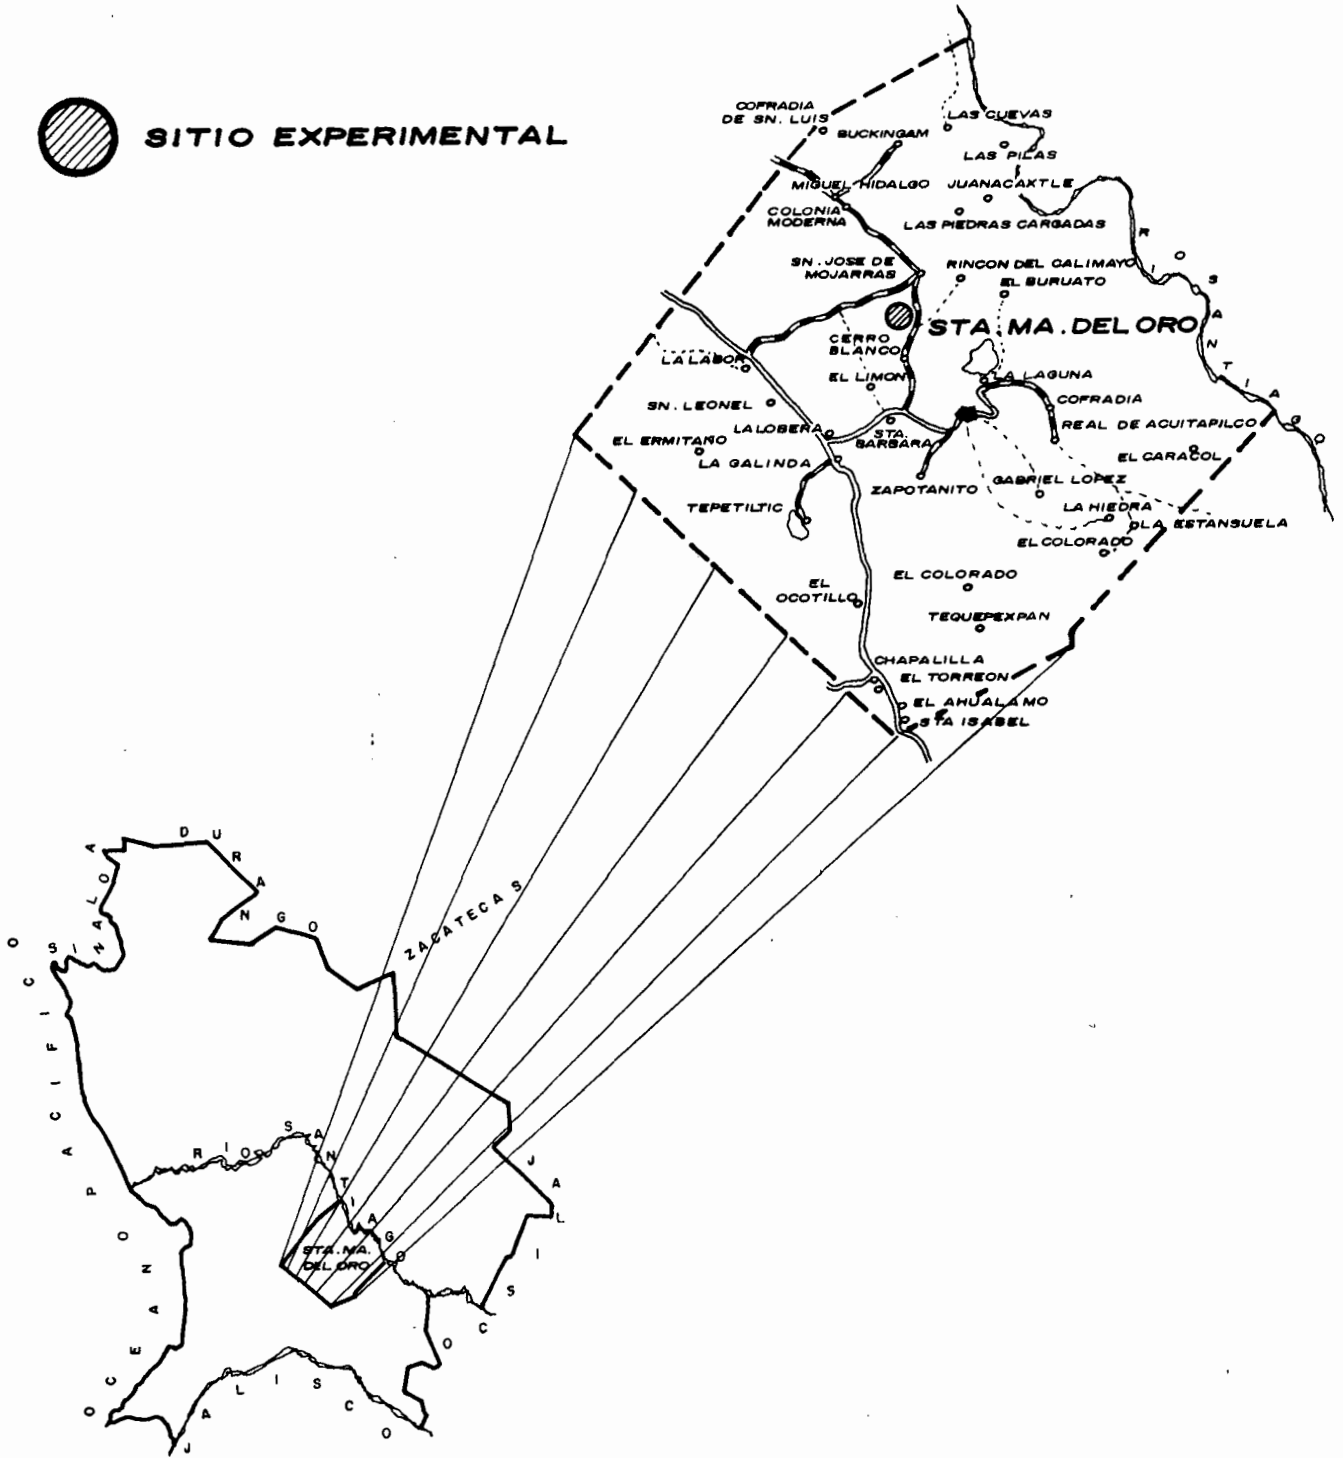 SITIO EXPERIMENTAL
COFRADIA
DE SN. LUIS
BUCKINGAM
LAS CUEVAS
LAS PILAS
MIGUEL HIDALGO
JUANACAXTLE
COLONIA
MODERNA
LAS PIEDRAS CARGADAS
SN. JOSE DE
MOJARRAS
RINCON DEL CALIMAYO
EL BURUATO
RIO SANTIAGO
STA. MA. DEL ORO
CERRO
BLANCO
LA LABOR
EL LIMON
LA LAGUNA
SN. LEONEL
COFRADIA
LA LOBERA
STA.
BARBARA
REAL DE ACUITAPILCO
EL ERMITAÑO
LA GALINDA
EL CARACOL
ZAPOTANITO
GABRIEL LOPEZ
TEPETILTIC
LA HIEDRA
LA ESTANSUELA
EL COLORADO
EL
OCOTILLO
EL COLORADO
TEQUEPEXPAN
CHAPALILLA
EL TORREON
EL AHUALAMO
STA ISABEL
DURANGO
SINALOA
ZACATECAS
OCEANO PACIFICO
RIO SANTIAGO
STA. MA.
DEL ORO
JALISCO
JALISCO